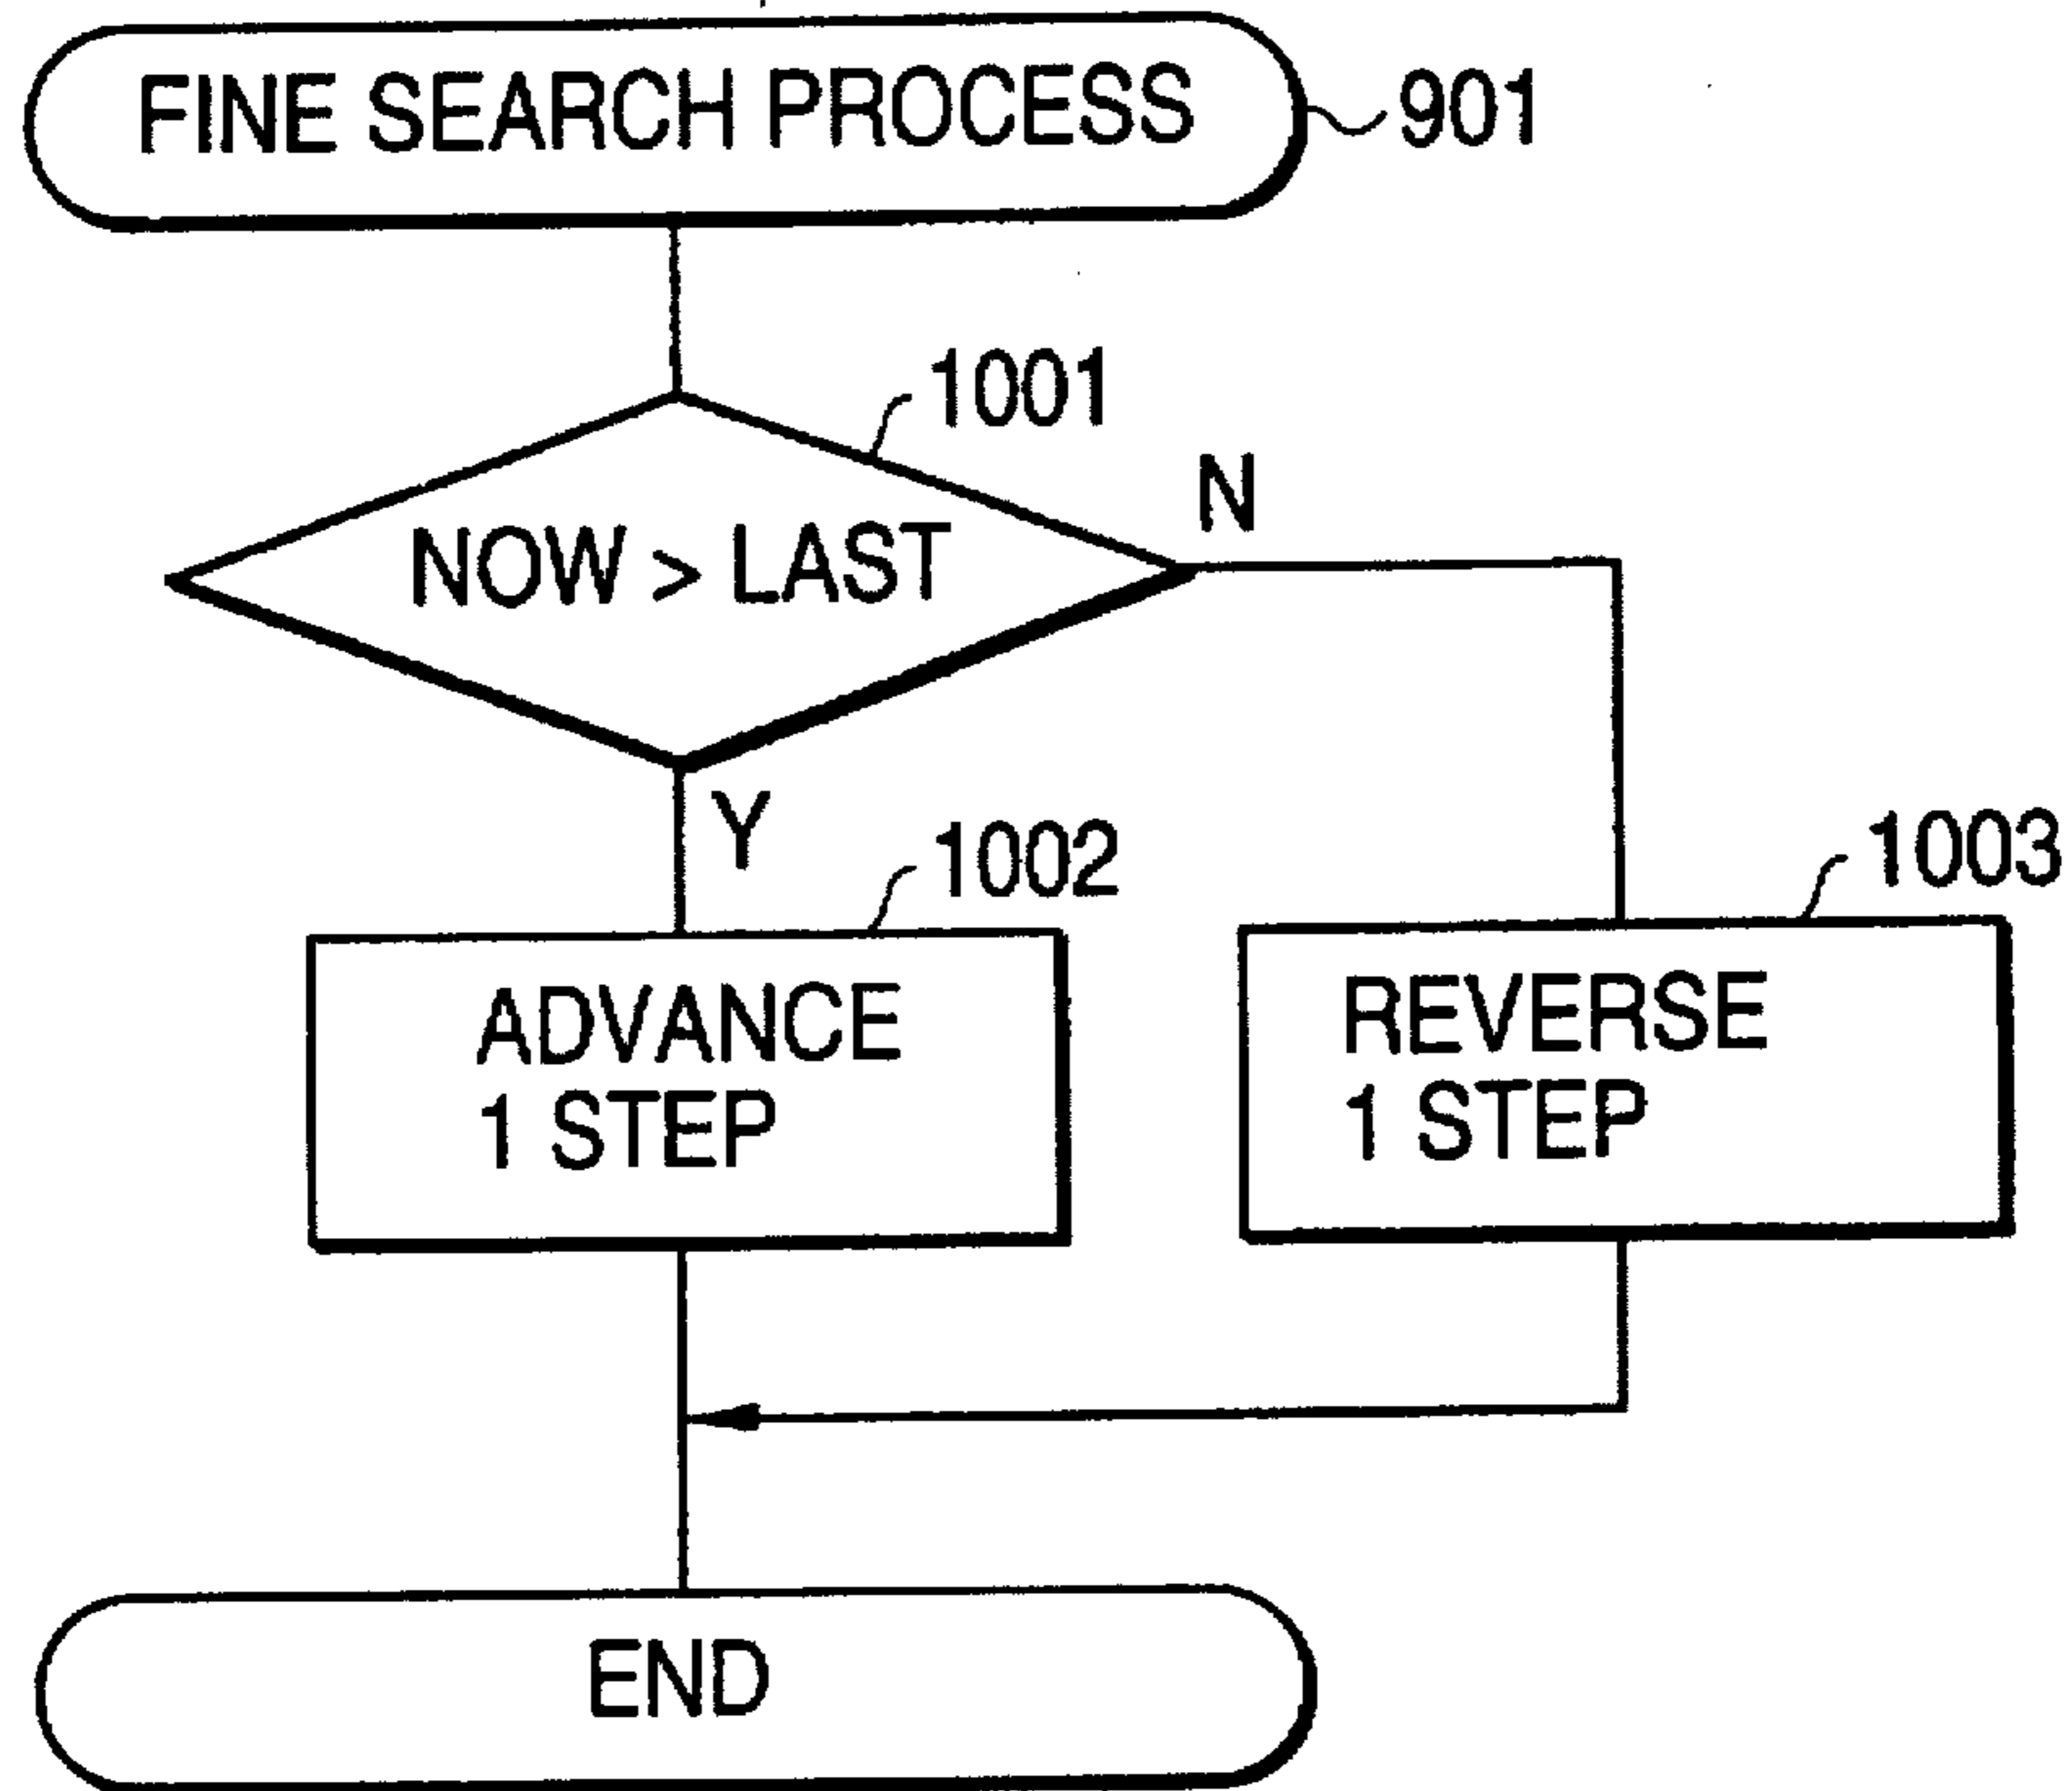 FINE SEARCH PROCESS
901
1001
NOW > LAST
N
Y
1002
1003
ADVANCE
1 STEP
REVERSE
1 STEP
END